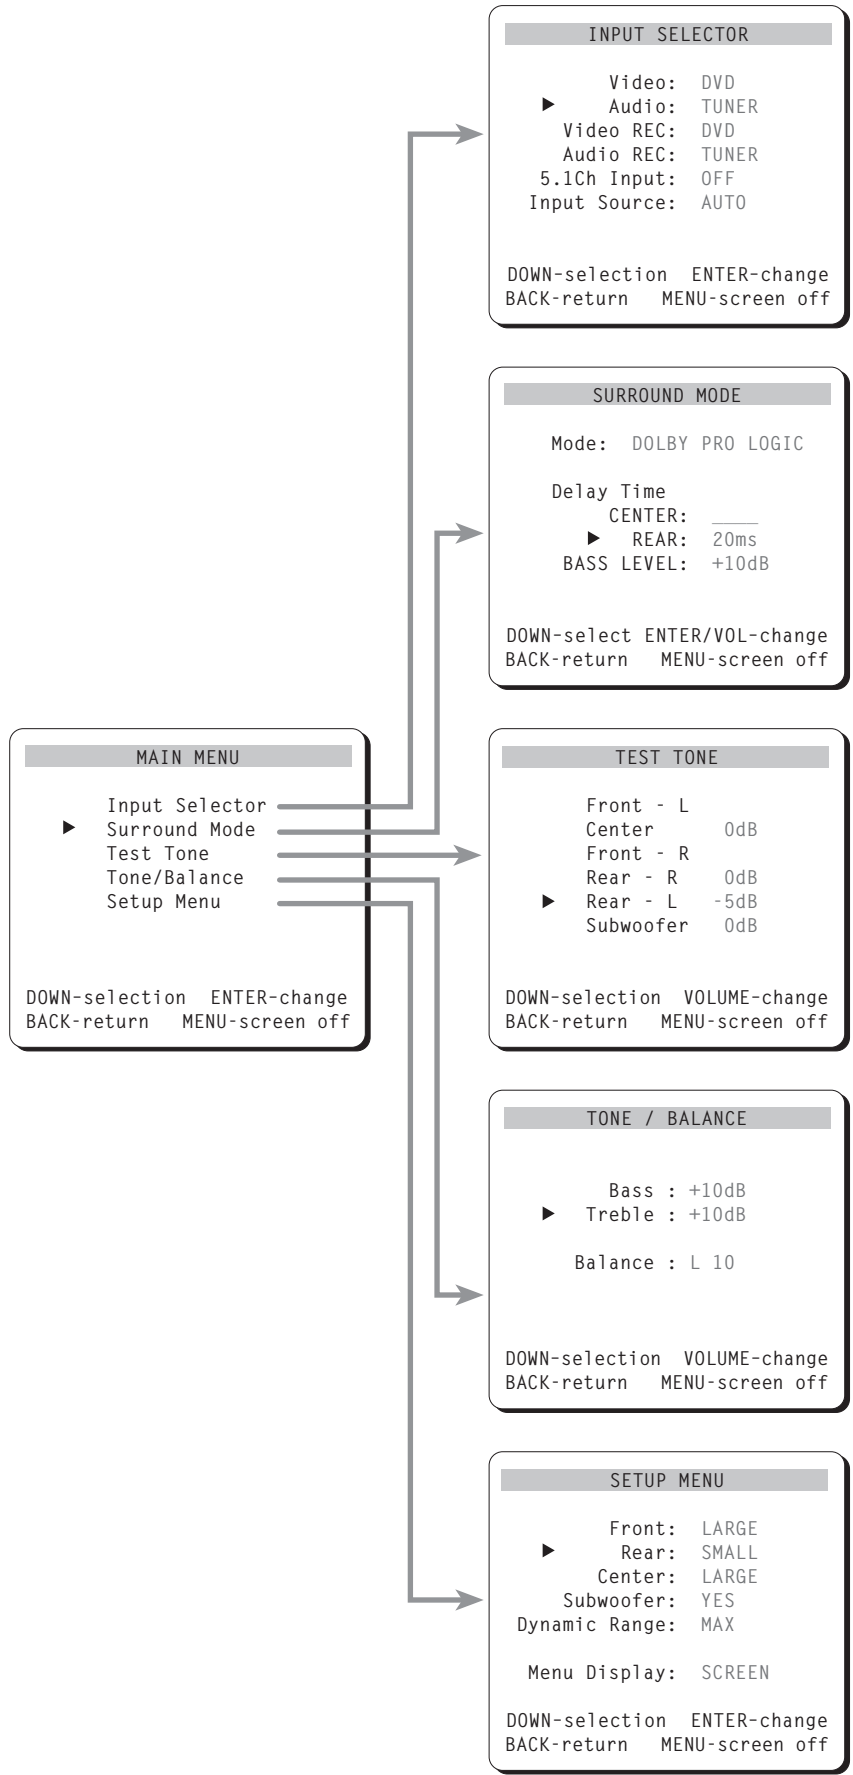 INPUT SELECTOR
Video: DVD
▶ Audio: TUNER
Video REC: DVD
Audio REC: TUNER
5.1Ch Input: OFF
Input Source: AUTO
DOWN-selection ENTER-change
BACK-return MENU-screen off
SURROUND MODE
Mode: DOLBY PRO LOGIC
Delay Time
CENTER: ____
▶ REAR: 20ms
BASS LEVEL: +10dB
DOWN-select ENTER/VOL-change
BACK-return MENU-screen off
MAIN MENU
Input Selector
▶ Surround Mode
Test Tone
Tone/Balance
Setup Menu
DOWN-selection ENTER-change
BACK-return MENU-screen off
TEST TONE
Front - L
Center 0dB
Front - R
Rear - R 0dB
▶ Rear - L -5dB
Subwoofer 0dB
DOWN-selection VOLUME-change
BACK-return MENU-screen off
TONE / BALANCE
Bass : +10dB
▶ Treble : +10dB
Balance : L 10
DOWN-selection VOLUME-change
BACK-return MENU-screen off
SETUP MENU
Front: LARGE
▶ Rear: SMALL
Center: LARGE
Subwoofer: YES
Dynamic Range: MAX
Menu Display: SCREEN
DOWN-selection ENTER-change
BACK-return MENU-screen off